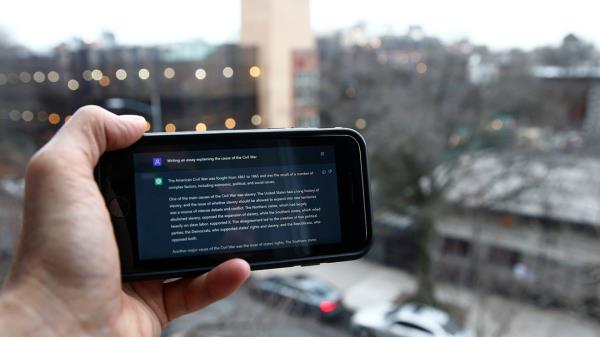 Writing an essay explaining the cause of the Civil War
The American Civil War was fought from 1861 to 1865 and was the result of a number of
complex factors, including economic, political, and social issues.
One of the main causes of the Civil War was slavery. The United States had a long history of
slavery, and the issue of whether slavery should be allowed to expand into new territories
was a source of intense debate and conflict. The Northern states, which had largely
abolished slavery, opposed the expansion of slavery, while the Southern states, which relied
heavily on slave labor, supported it. This disagreement led to the creation of two political
parties: the Democrats, who supported states' rights and slavery, and the Republicans, who
opposed both.
Another major cause of the Civil War was the issue of states' rights. The Southern states